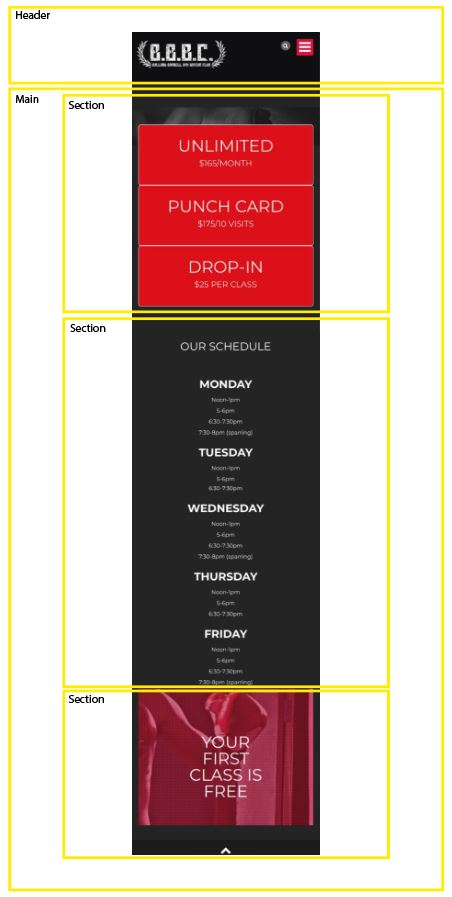 Header
B.B.B.C.
Main
Section
UNLIMITED
$165/MONTH
PUNCH CARD
$175/10 VISITS
DROP-IN
$25 PER CLASS
Section
OUR SCHEDULE
MONDAY
Noon-1pm
5-6pm
6:30-7:30pm
7:30-8pm (sparring)
TUESDAY
Noon-1pm
5-6pm
6:30-7:30pm
WEDNESDAY
Noon-1pm
5-6pm
6:30-7:30pm
7:30-8pm (sparring)
THURSDAY
Noon-1pm
5-6pm
6:30-7:30pm
FRIDAY
Noon-1pm
5-6pm
6:30-7:30pm
7:30-8pm (sparring)
Section
YOUR
FIRST
CLASS IS
FREE